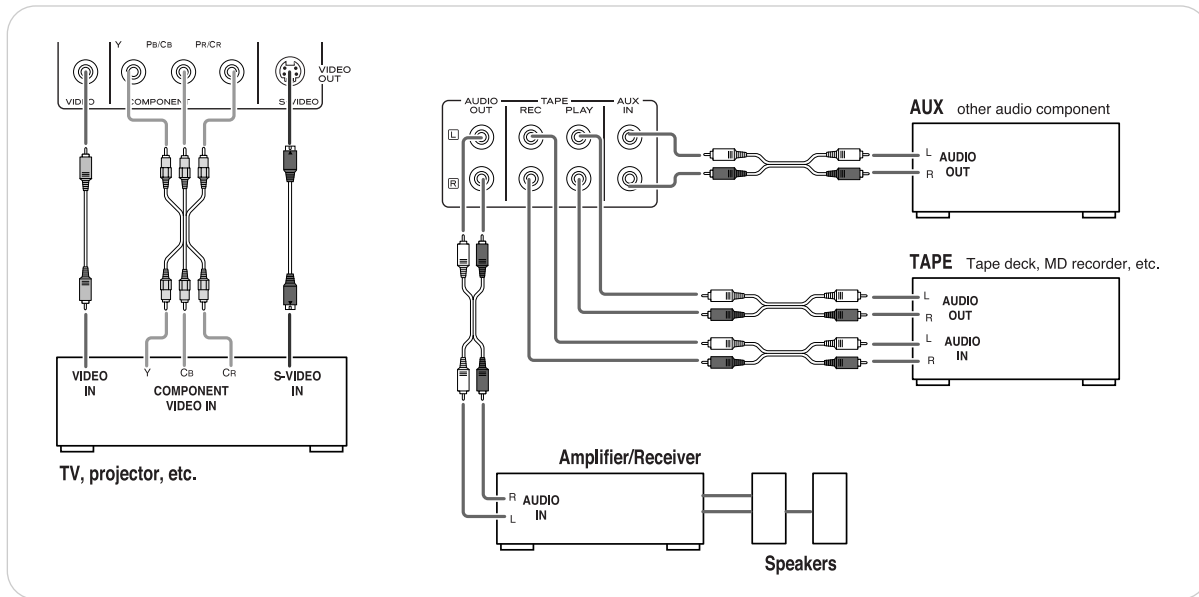 Y PB/CB PR/CR
VIDEO
OUT
VIDEO COMPONENT S-VIDEO
VIDEO
IN
Y CB CR
COMPONENT
VIDEO IN
S-VIDEO
IN
TV, projector, etc.
AUDIO
OUT
TAPE
REC PLAY
AUX
IN
L
R
AUX other audio component
L
R
AUDIO
OUT
TAPE Tape deck, MD recorder, etc.
L
R
AUDIO
OUT
L
R
AUDIO
IN
Amplifier/Receiver
R
L
AUDIO
IN
Speakers